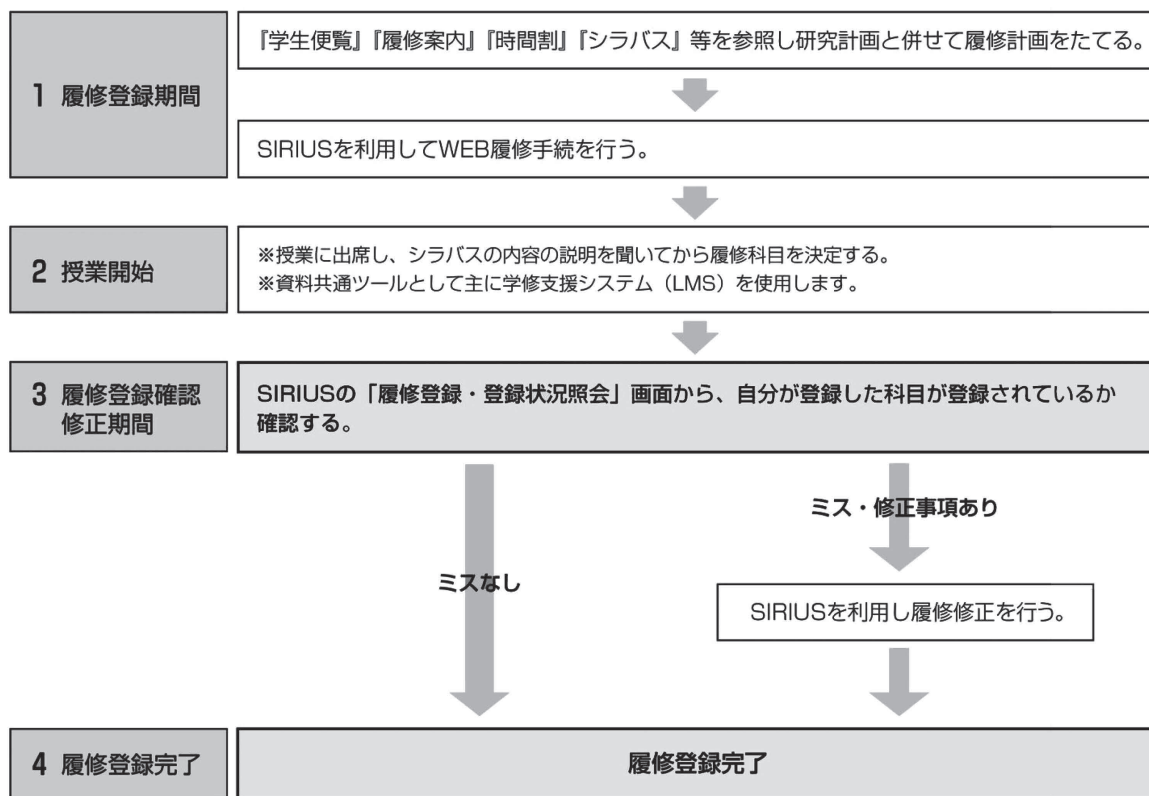 1 履修登録期間
『学生便覧』『履修案内』『時間割』『シラバス』等を参照し研究計画と併せて履修計画をたてる。
SIRIUSを利用してWEB履修手続を行う。
2 授業開始
※授業に出席し、シラバスの内容の説明を聞いてから履修科目を決定する。
※資料共通ツールとして主に学修支援システム（LMS）を使用します。
3 履修登録確認
修正期間
SIRIUSの「履修登録・登録状況照会」画面から、自分が登録した科目が登録されているか
確認する。
ミス・修正事項あり
ミスなし
SIRIUSを利用し履修修正を行う。
4 履修登録完了
履修登録完了